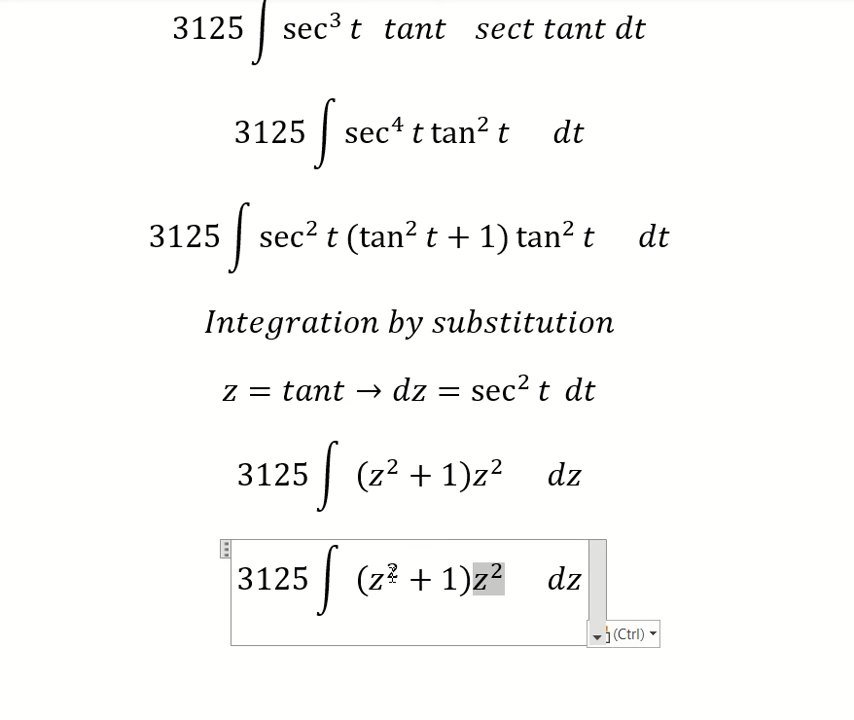 3125 ∫ sec³ t tant sect tant dt
3125 ∫ sec⁴ t tan² t dt
3125 ∫ sec² t (tan² t + 1) tan² t dt
Integration by substitution
z = tant → dz = sec² t dt
3125 ∫ (z² + 1)z² dz
3125 ∫ (z² + 1)z² dz
(Ctrl)